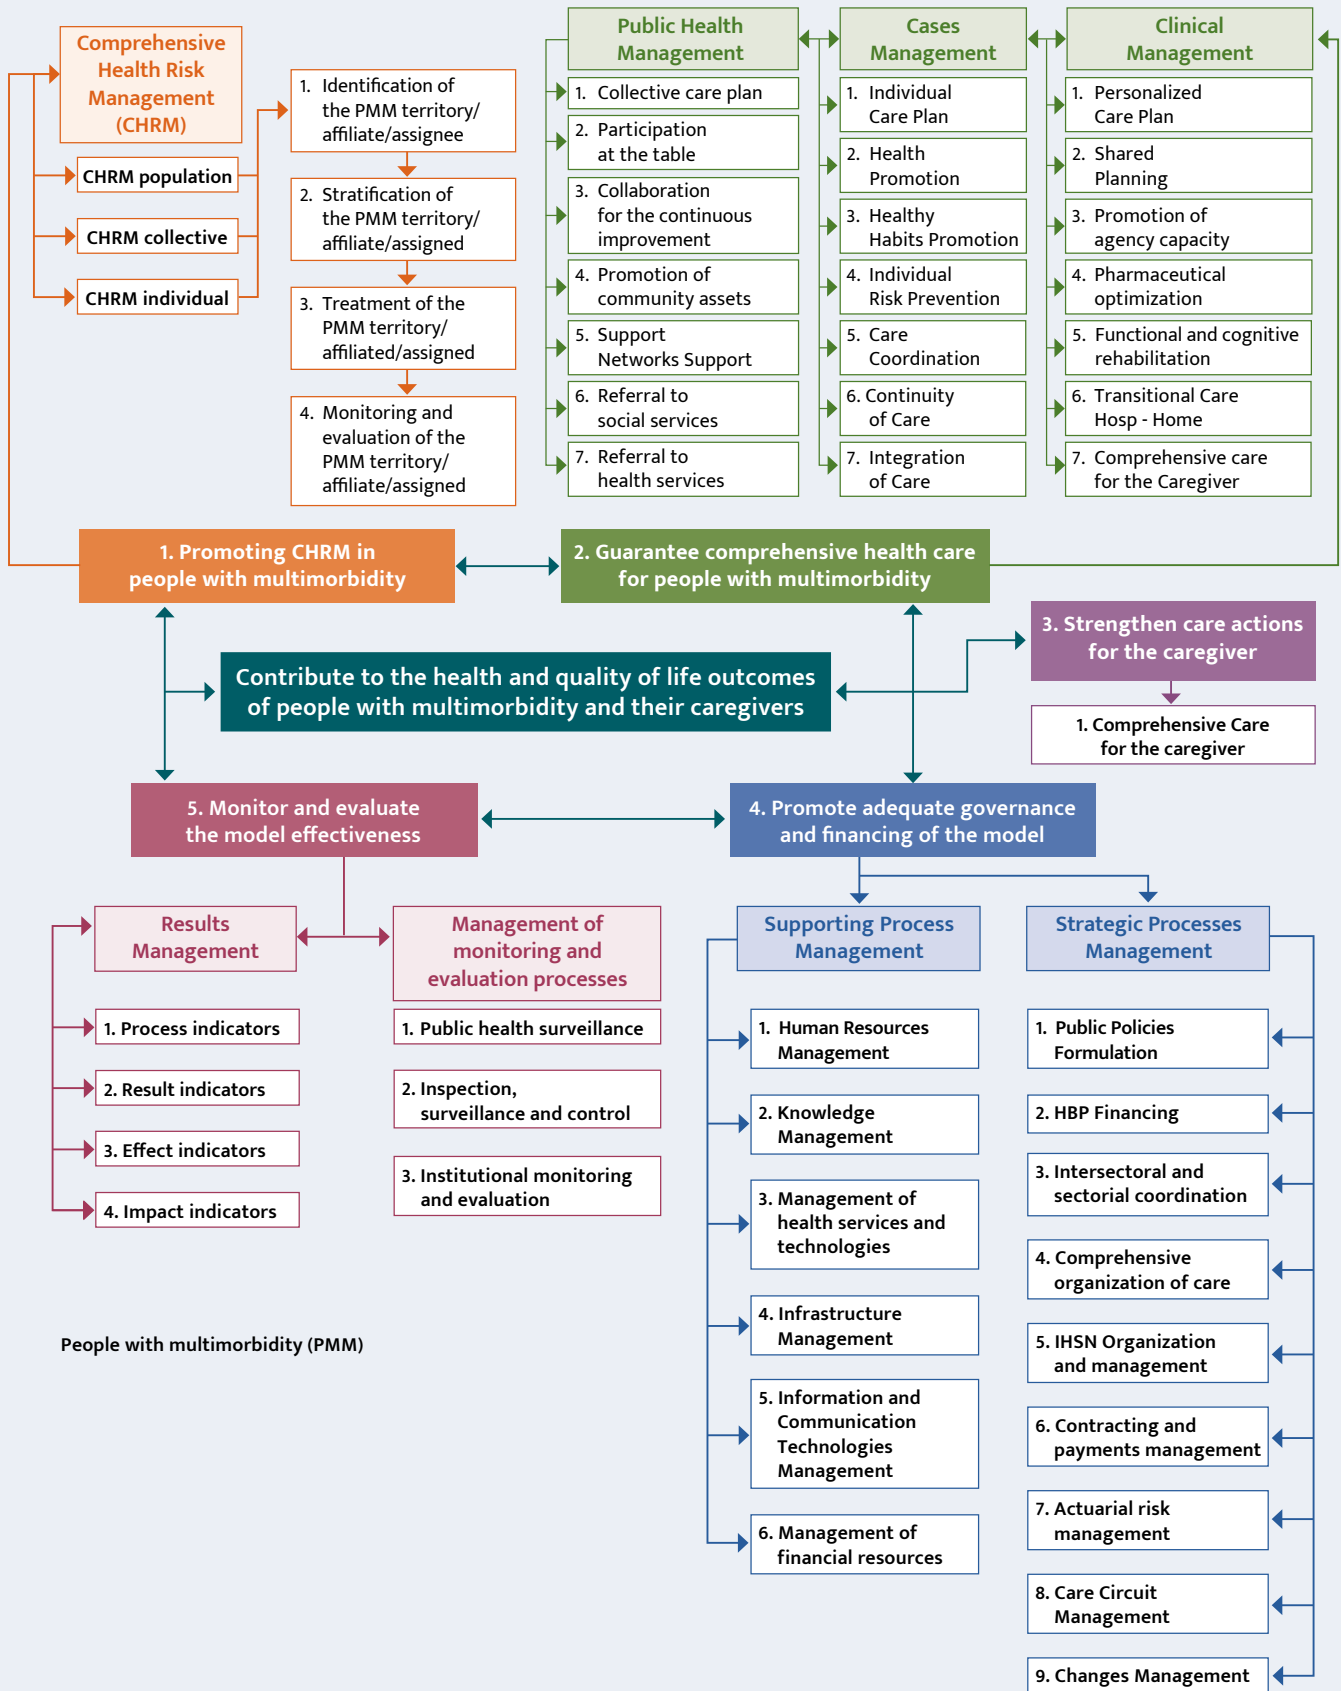 Comprehensive
Health Risk
Management
(CHRM)
CHRM population
CHRM collective
CHRM individual
1. Identification of
the PMM territory/
affiliate/assignee
2. Stratification of
the PMM territory/
affiliate/assigned
3. Treatment of the
PMM territory/
affiliated/assigned
4. Monitoring and
evaluation of the
PMM territory/
affiliate/assigned
Public Health
Management
1. Collective care plan
2. Participation
at the table
3. Collaboration
for the continuous
improvement
4. Promotion of
community assets
5. Support
Networks Support
6. Referral to
social services
7. Referral to
health services
Cases
Management
1. Individual
Care Plan
2. Health
Promotion
3. Healthy
Habits Promotion
4. Individual
Risk Prevention
5. Care
Coordination
6. Continuity
of Care
7. Integration
of Care
Clinical
Management
1. Personalized
Care Plan
2. Shared
Planning
3. Promotion of
agency capacity
4. Pharmaceutical
optimization
5. Functional and cognitive
rehabilitation
6. Transitional Care
Hosp - Home
7. Comprehensive care
for the Caregiver
1. Promoting CHRM in
people with multimorbidity
2. Guarantee comprehensive health care
for people with multimorbidity
3. Strengthen care actions
for the caregiver
1. Comprehensive Care
for the caregiver
Contribute to the health and quality of life outcomes
of people with multimorbidity and their caregivers
5. Monitor and evaluate
the model effectiveness
4. Promote adequate governance
and financing of the model
Results
Management
1. Process indicators
2. Result indicators
3. Effect indicators
4. Impact indicators
Management of
monitoring and
evaluation processes
1. Public health surveillance
2. Inspection,
surveillance and control
3. Institutional monitoring
and evaluation
Supporting Process
Management
1. Human Resources
Management
2. Knowledge
Management
3. Management of
health services and
technologies
4. Infrastructure
Management
5. Information and
Communication
Technologies
Management
6. Management of
financial resources
Strategic Processes
Management
1. Public Policies
Formulation
2. HBP Financing
3. Intersectoral and
sectorial coordination
4. Comprehensive
organization of care
5. IHSN Organization
and management
6. Contracting and
payments management
7. Actuarial risk
management
8. Care Circuit
Management
9. Changes Management
People with multimorbidity (PMM)